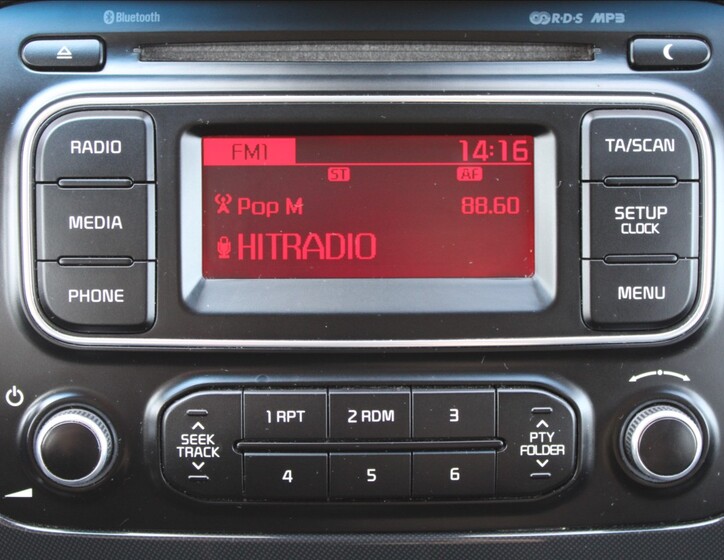 Bluetooth
R·D·S MP3
RADIO
MEDIA
PHONE
FM1 14:16
ST AF
Pop M 88.60
HITRADIO
TA/SCAN
SETUP
CLOCK
MENU
SEEK
TRACK
1 RPT 2 RDM 3
4 5 6
PTY
FOLDER